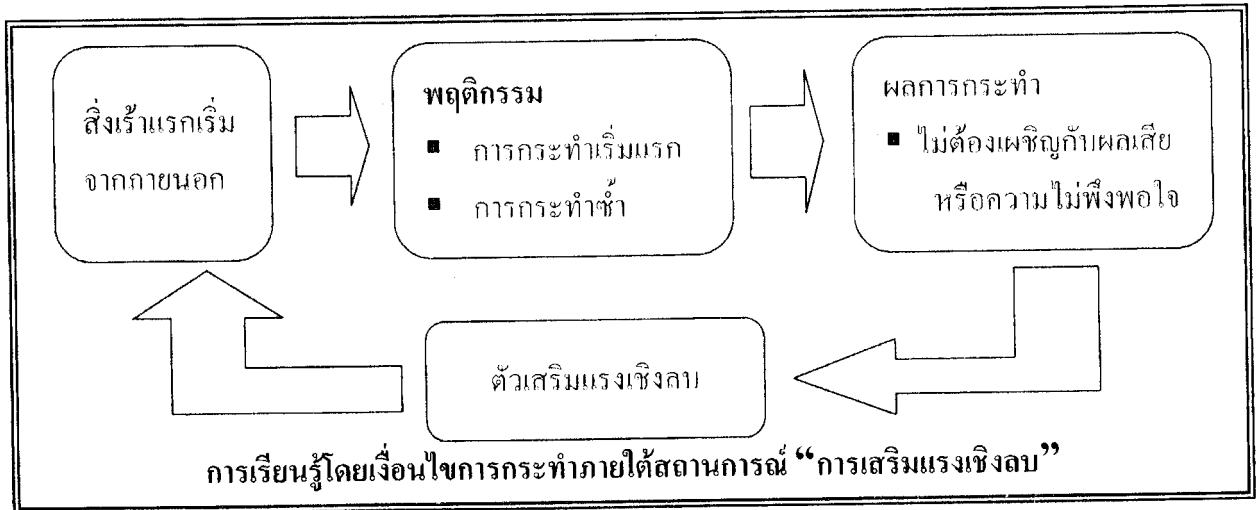 สิ่งเร้าแรกเริ่ม
จากภายนอก
พฤติกรรม
▪ การกระทำเริ่มแรก
▪ การกระทำซ้ำ
ผลการกระทำ
▪ ไม่ต้องเผชิญกับผลเสีย
หรือความไม่พึงพอใจ
ตัวเสริมแรงเชิงลบ
การเรียนรู้โดยเงื่อนไขการกระทำภายใต้สถานการณ์ “การเสริมแรงเชิงลบ”